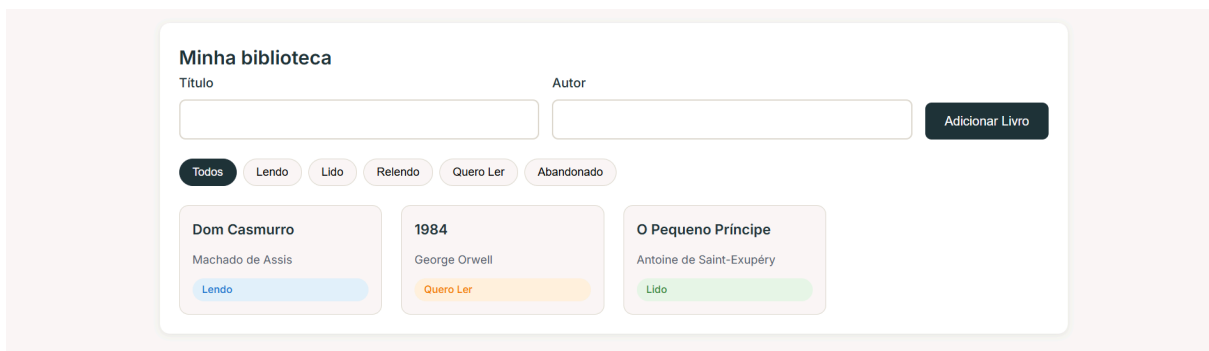 Minha biblioteca
Título Autor
Adicionar Livro
Todos Lendo Lido Relendo Quero Ler Abandonado
Dom Casmurro
Machado de Assis
Lendo
1984
George Orwell
Quero Ler
O Pequeno Príncipe
Antoine de Saint-Exupéry
Lido